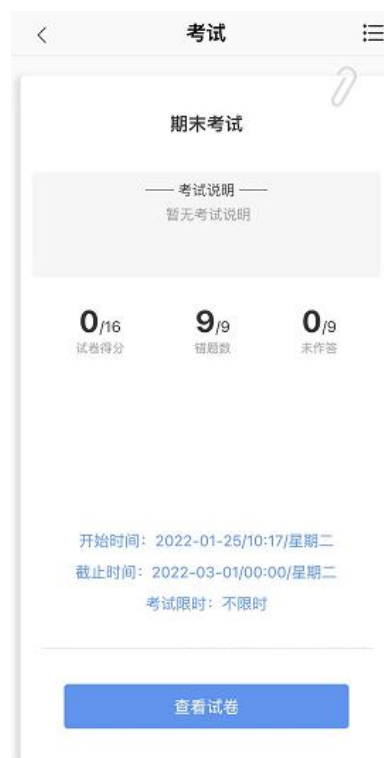 考试
期末考试
考试说明
暂无考试说明
0/16
9/9
0/9
试卷得分
错题数
未作答
开始时间：2022-01-25/10:17/星期二
截止时间：2022-03-01/00:00/星期二
考试限时：不限时
查看试卷